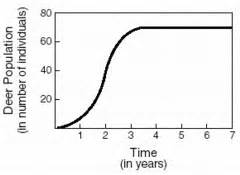 Deer Population
(in number of individuals)
80
60
40
20
1 2 3 4 5 6 7
Time
(in years)